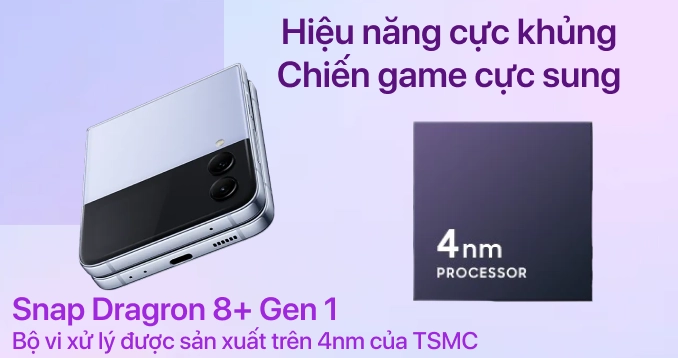 Hiệu năng cực khủng
Chiến game cực sung
4nm
PROCESSOR
Snap Dragron 8+ Gen 1
Bộ vi xử lý được sản xuất trên 4nm của TSMC